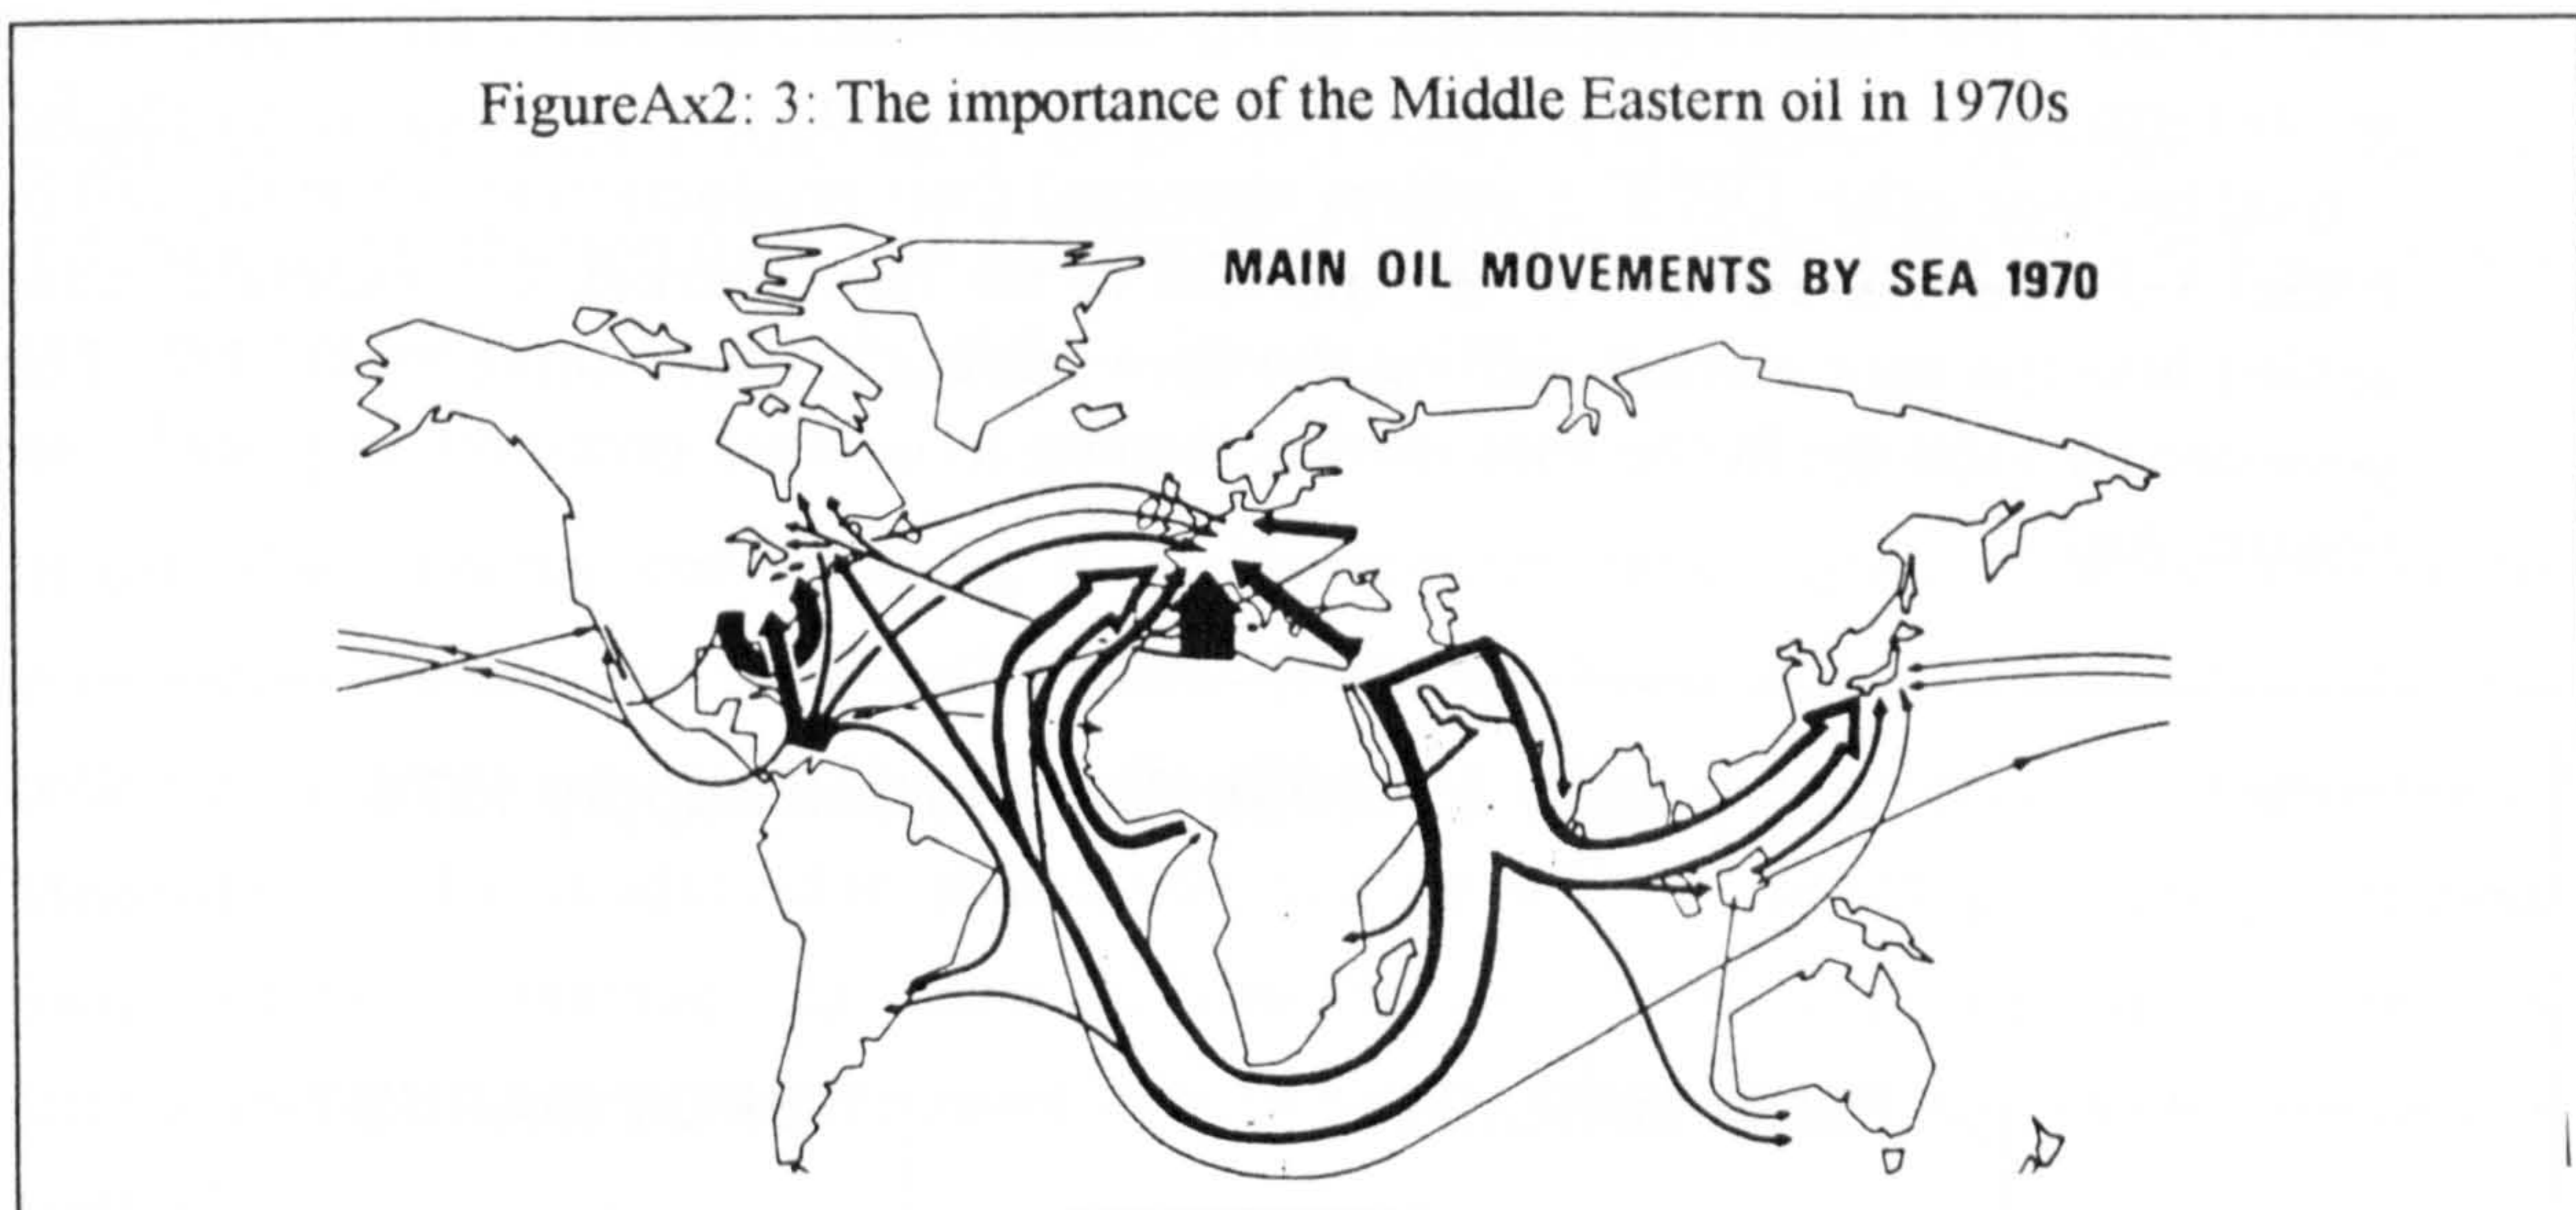 FigureAx2: 3: The importance of the Middle Eastern oil in 1970s
MAIN OIL MOVEMENTS BY SEA 1970